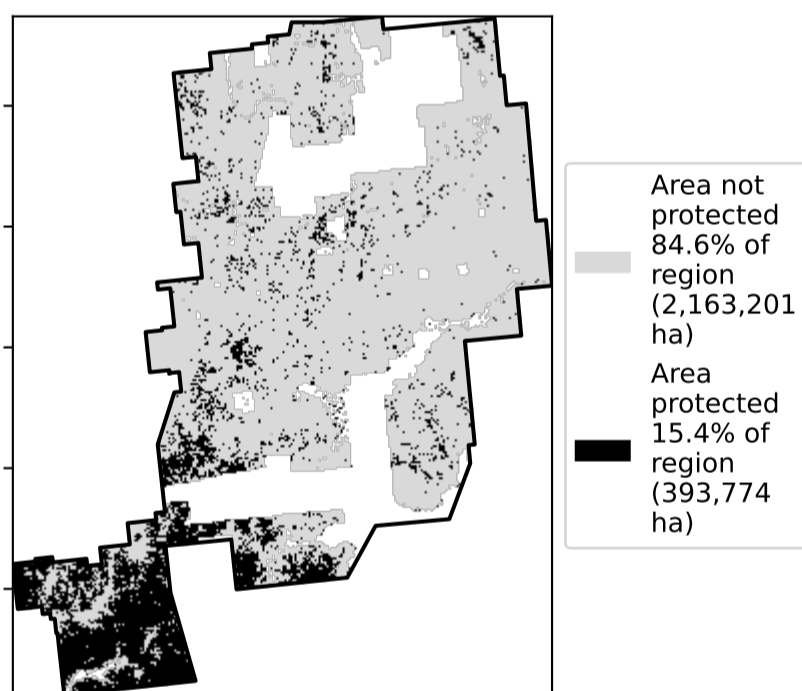 Area not
protected
84.6% of
region
(2,163,201
ha)
Area
protected
15.4% of
region
(393,774
ha)